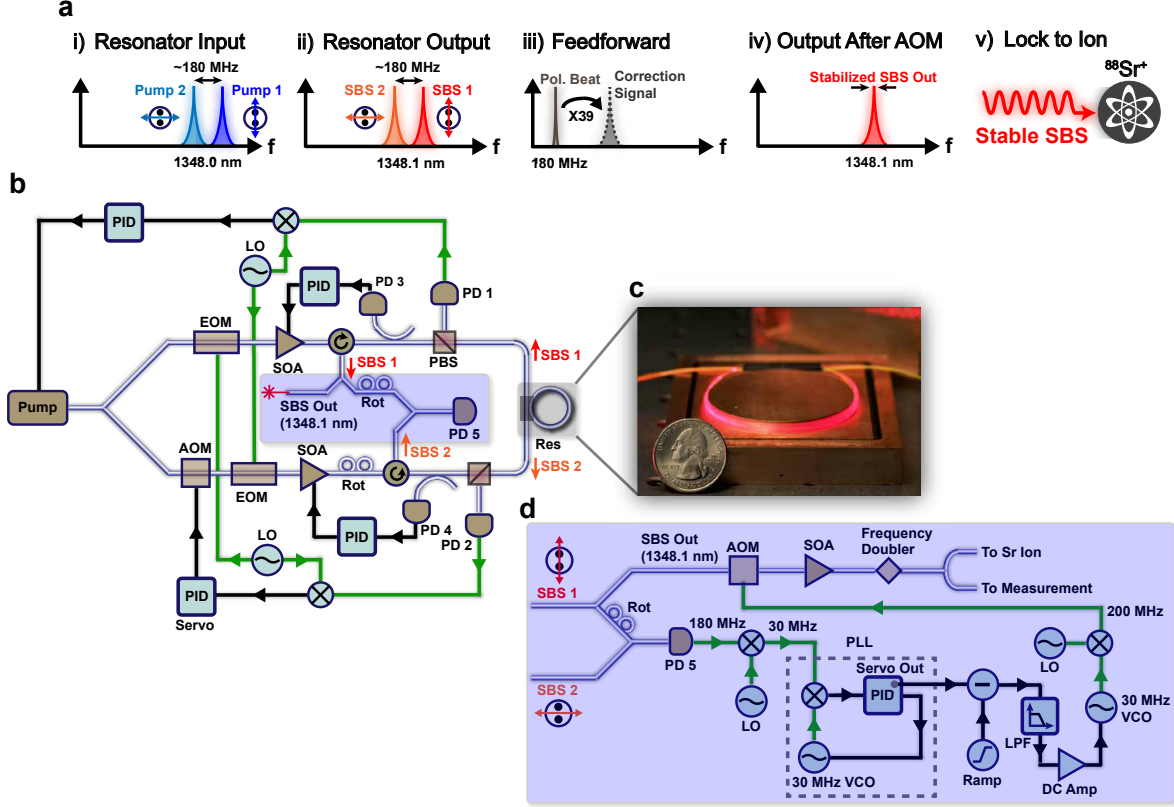 a
i) Resonator Input
~180 MHz
Pump 2
Pump 1
f
1348.0 nm
ii) Resonator Output
~180 MHz
SBS 2
SBS 1
f
1348.1 nm
iii) Feedforward
Pol. Beat
Correction
Signal
X39
f
180 MHz
iv) Output After AOM
Stabilized SBS Out
f
1348.1 nm
v) Lock to Ion
88Sr+
Stable SBS
b
PID
LO
PID
PD 3
PD 1
EOM
SOA
PBS
SBS 1
SBS 1
Pump
SBS Out
(1348.1 nm)
Rot
PD 5
Res
SBS 2
SBS 2
AOM
EOM
SOA
Rot
PD 4
PD 2
PID
LO
PID
Servo
c
d
SBS 1
SBS Out
(1348.1 nm)
AOM
SOA
Frequency
Doubler
To Sr Ion
To Measurement
Rot
180 MHz
30 MHz
200 MHz
PD 5
PLL
Servo Out
PID
LO
LO
SBS 2
30 MHz VCO
Ramp
LPF
DC Amp
30 MHz
VCO